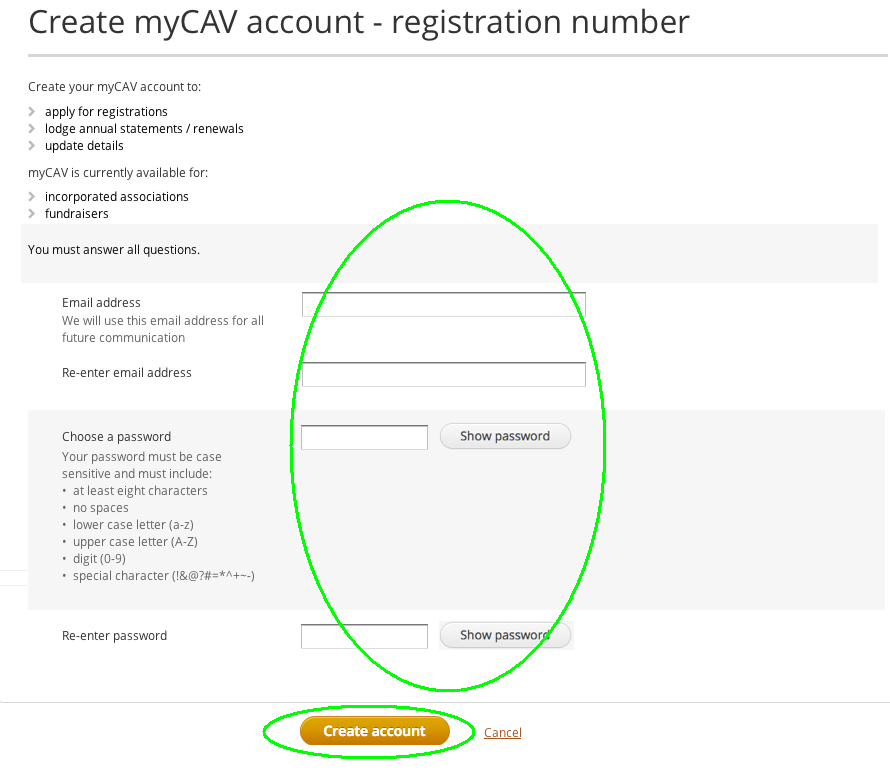 Create myCAV account - registration number
Create your myCAV account to:
apply for registrations
lodge annual statements / renewals
update details
myCAV is currently available for:
incorporated associations
fundraisers
You must answer all questions.
Email address
We will use this email address for all
future communication
Re-enter email address
Choose a password
Show password
Your password must be case
sensitive and must include:
• at least eight characters
• no spaces
• lower case letter (a-z)
• upper case letter (A-Z)
• digit (0-9)
• special character (!&@?#=*^+~-)
Re-enter password
Show password
Create account
Cancel